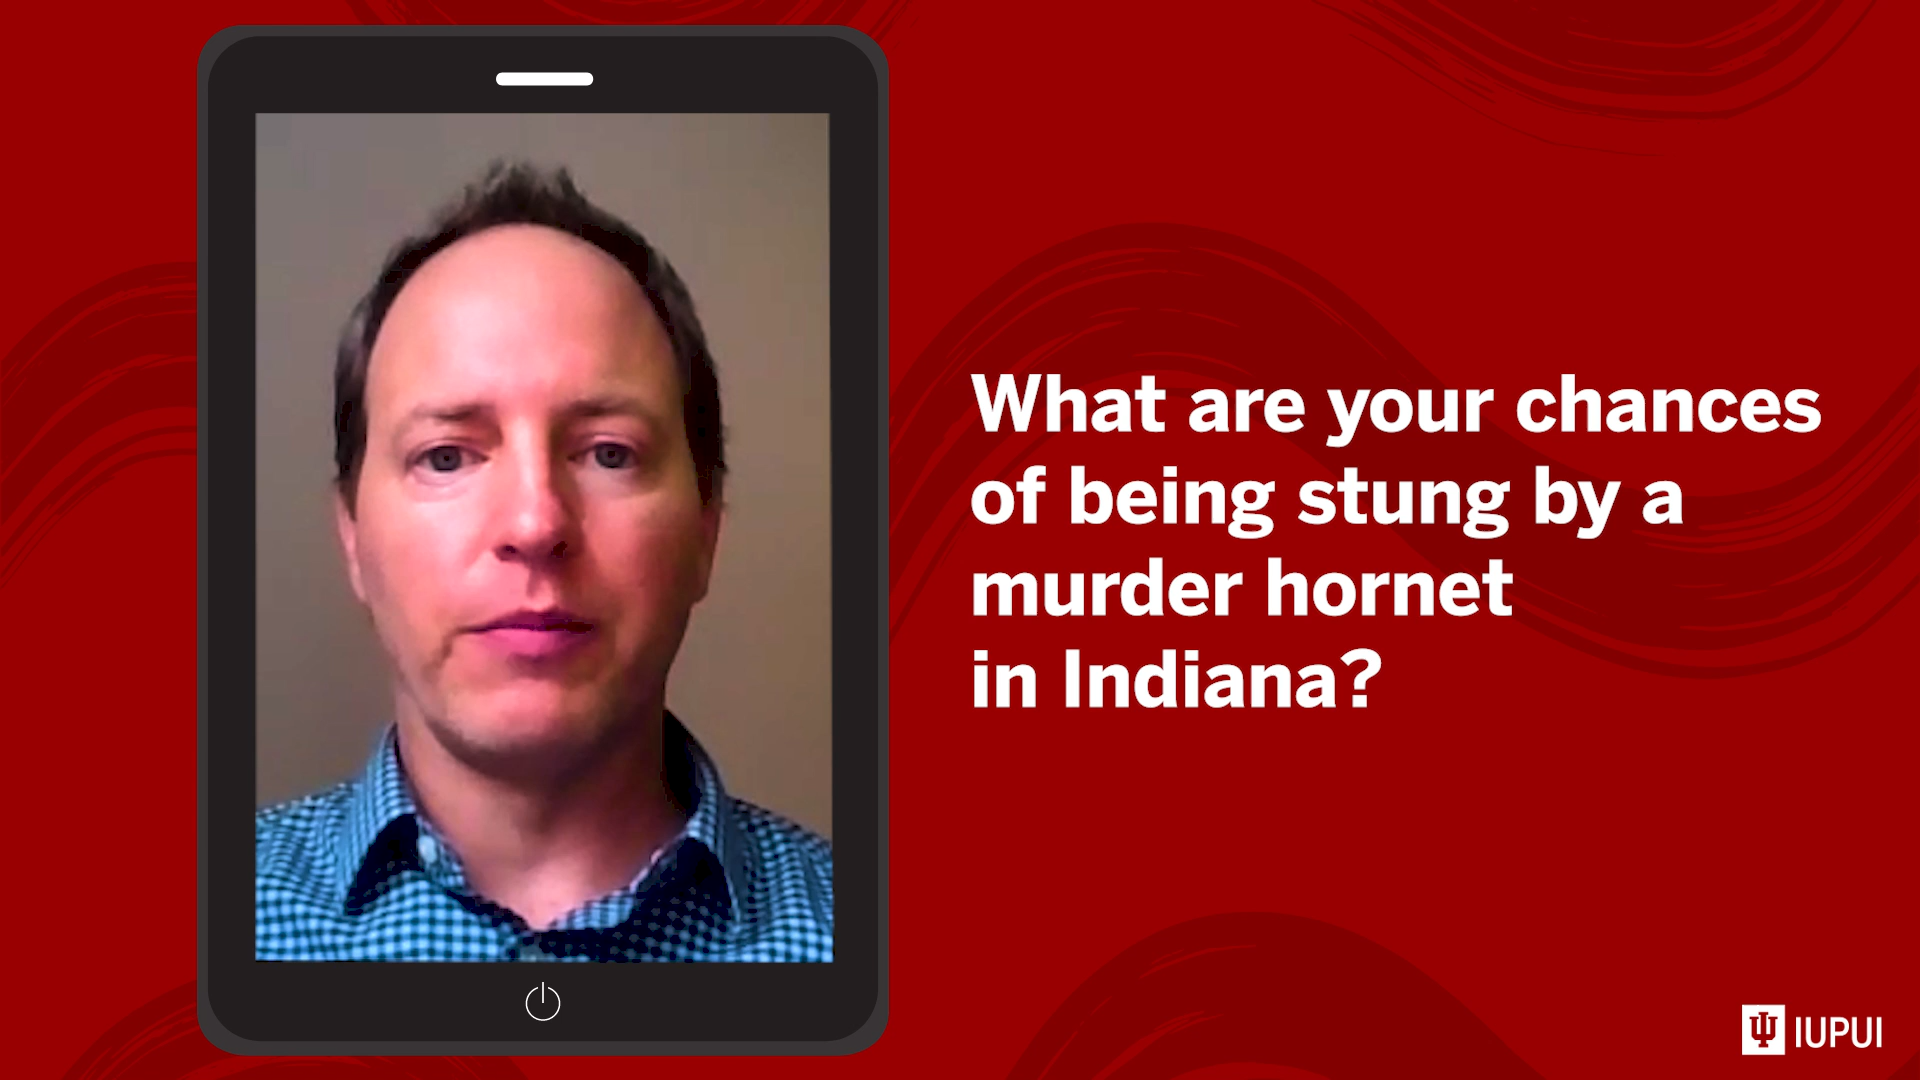 What are your chances
of being stung by a
murder hornet
in Indiana?
IUPUI